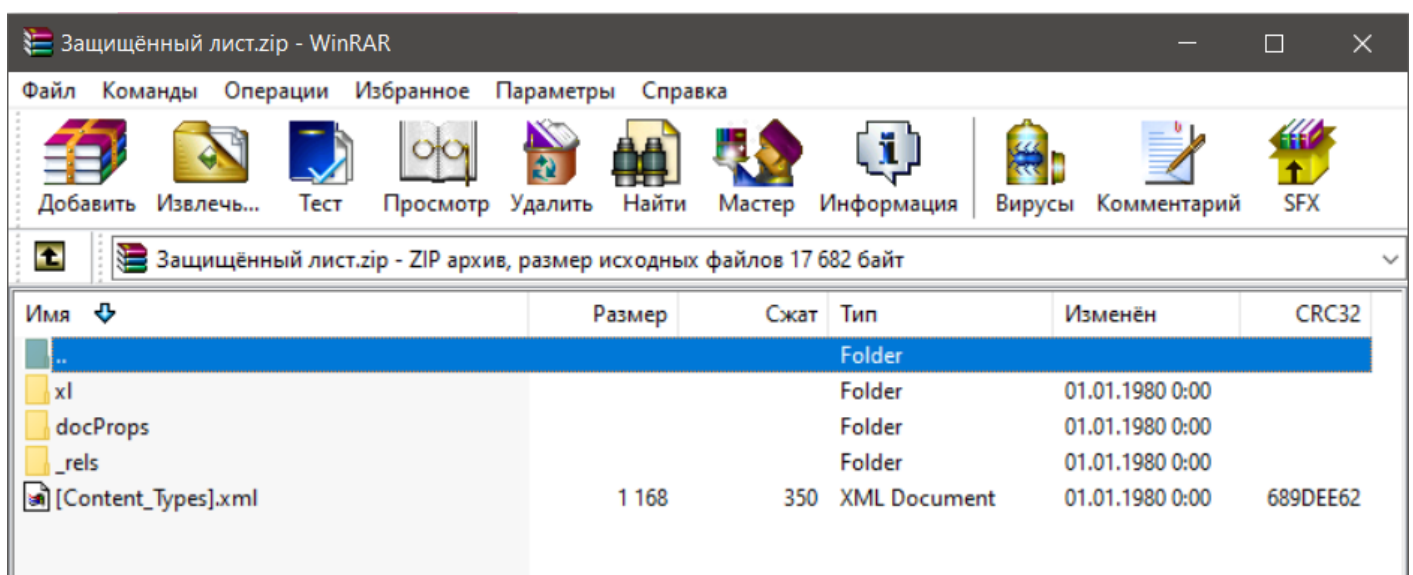 Защищённый лист.zip - WinRAR
Файл Команды Операции Избранное Параметры Справка
Добавить Извлечь... Тест Просмотр Удалить Найти Мастер Информация Вирусы Комментарий SFX
Защищённый лист.zip - ZIP архив, размер исходных файлов 17 682 байт
Имя Размер Сжат Тип Изменён CRC32
.. Folder
xl Folder 01.01.1980 0:00
docProps Folder 01.01.1980 0:00
_rels Folder 01.01.1980 0:00
[Content_Types].xml 1 168 350 XML Document 01.01.1980 0:00 689DEE62